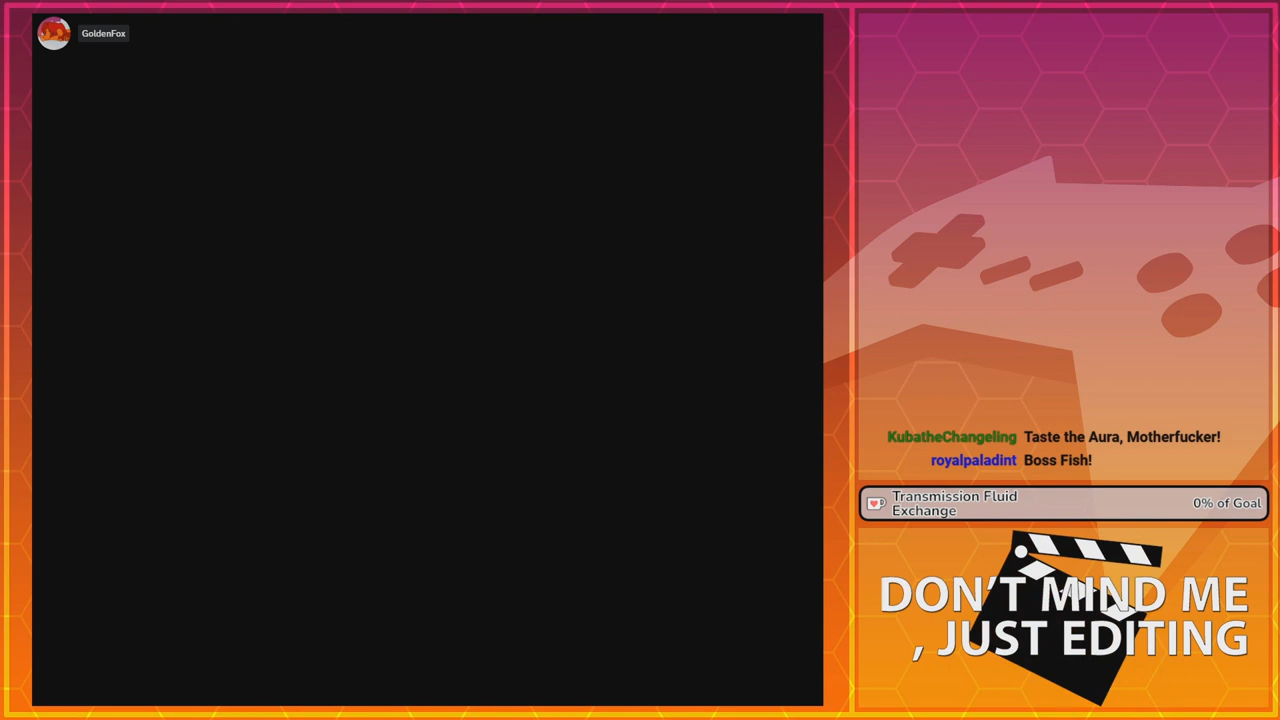 GoldenFox
KubatheChangeling Taste the Aura, Motherfucker!
royalpaladint Boss Fish!
Transmission Fluid
Exchange
0% of Goal
DON'T MIND ME
, JUST EDITING